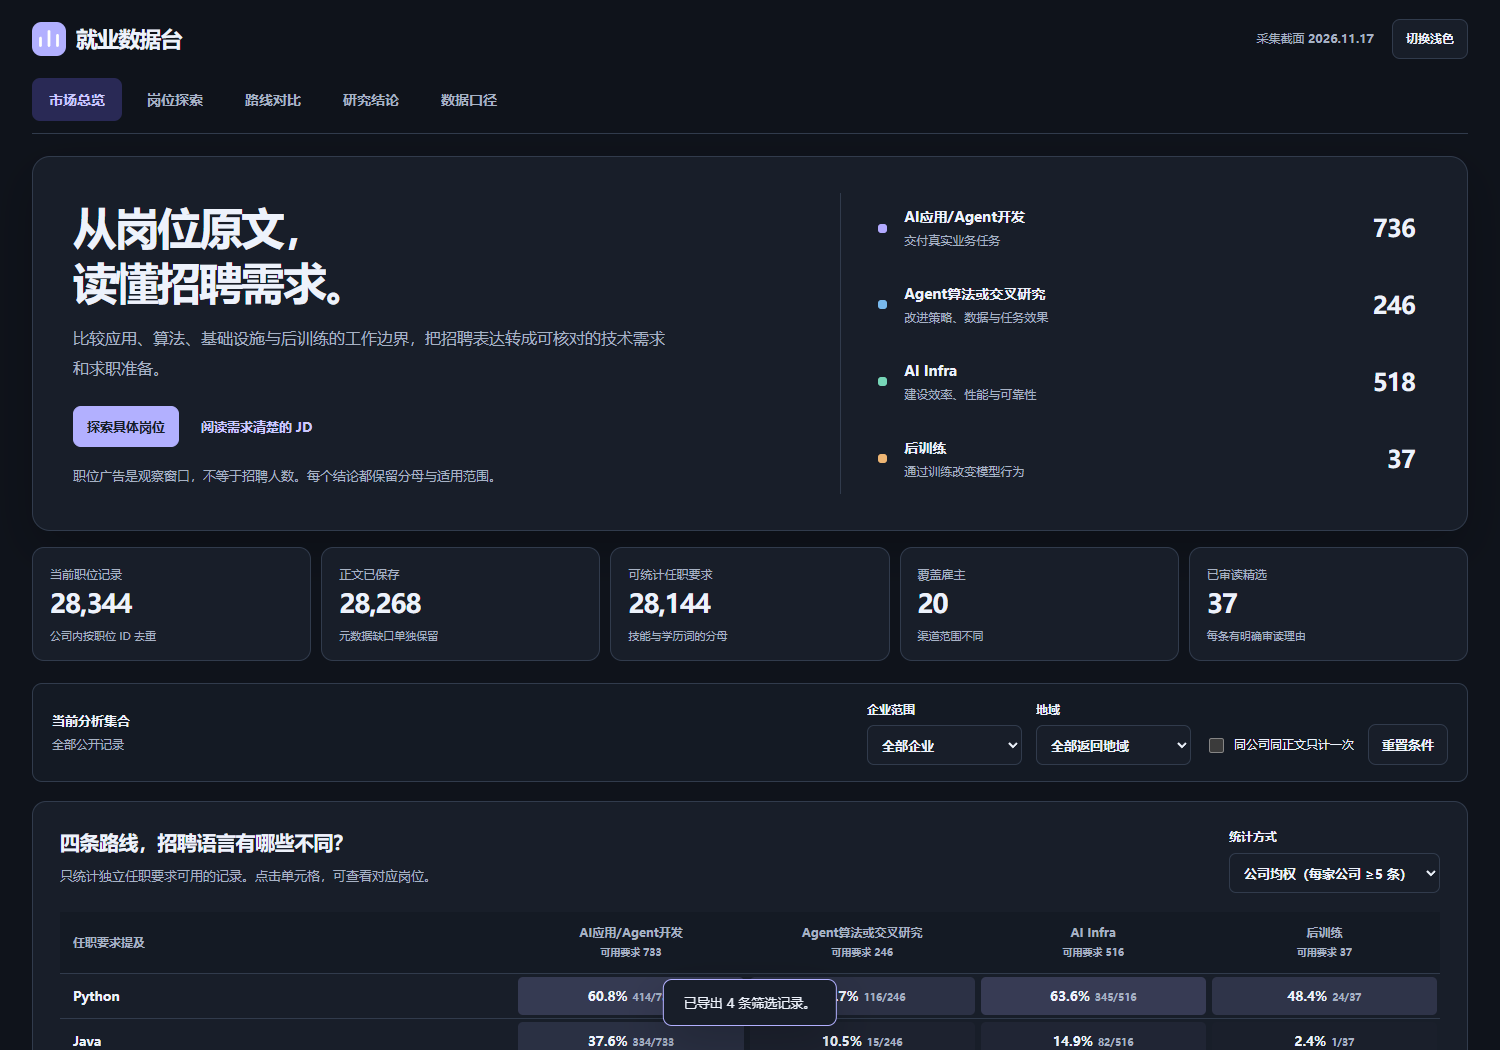 就业数据台
采集截面 2026.11.17
切换浅色
市场总览
岗位探索
路线对比
研究结论
数据口径
从岗位原文，
读懂招聘需求。
比较应用、算法、基础设施与后训练的工作边界，把招聘表达转成可核对的技术需求
和求职准备。
探索具体岗位
阅读需求清楚的 JD
职位广告是观察窗口，不等于招聘人数。每个结论都保留分母与适用范围。
AI应用/Agent开发
交付真实业务任务
736
Agent算法或交叉研究
改进策略、数据与任务效果
246
AI Infra
建设效率、性能与可靠性
518
后训练
通过训练改变模型行为
37
当前职位记录
28,344
公司内按职位 ID 去重
正文已保存
28,268
元数据缺口单独保留
可统计任职要求
28,144
技能与学历词的分母
覆盖雇主
20
渠道范围不同
已审读精选
37
每条有明确审读理由
当前分析集合
全部公开记录
企业范围
全部企业
地域
全部返回地域
同公司同正文只计一次
重置条件
四条路线，招聘语言有哪些不同？
只统计独立任职要求可用的记录。点击单元格，可查看对应岗位。
统计方式
公司均权（每家公司 ≥5 条）
任职要求提及
AI应用/Agent开发
可用要求 733
Agent算法或交叉研究
可用要求 246
AI Infra
可用要求 516
后训练
可用要求 37
Python
60.8% 414/7
.7% 116/246
63.6% 345/516
48.4% 24/37
已导出 4 条筛选记录。
Java
37.6% 334/733
10.5% 15/246
14.9% 82/516
2.4% 1/37